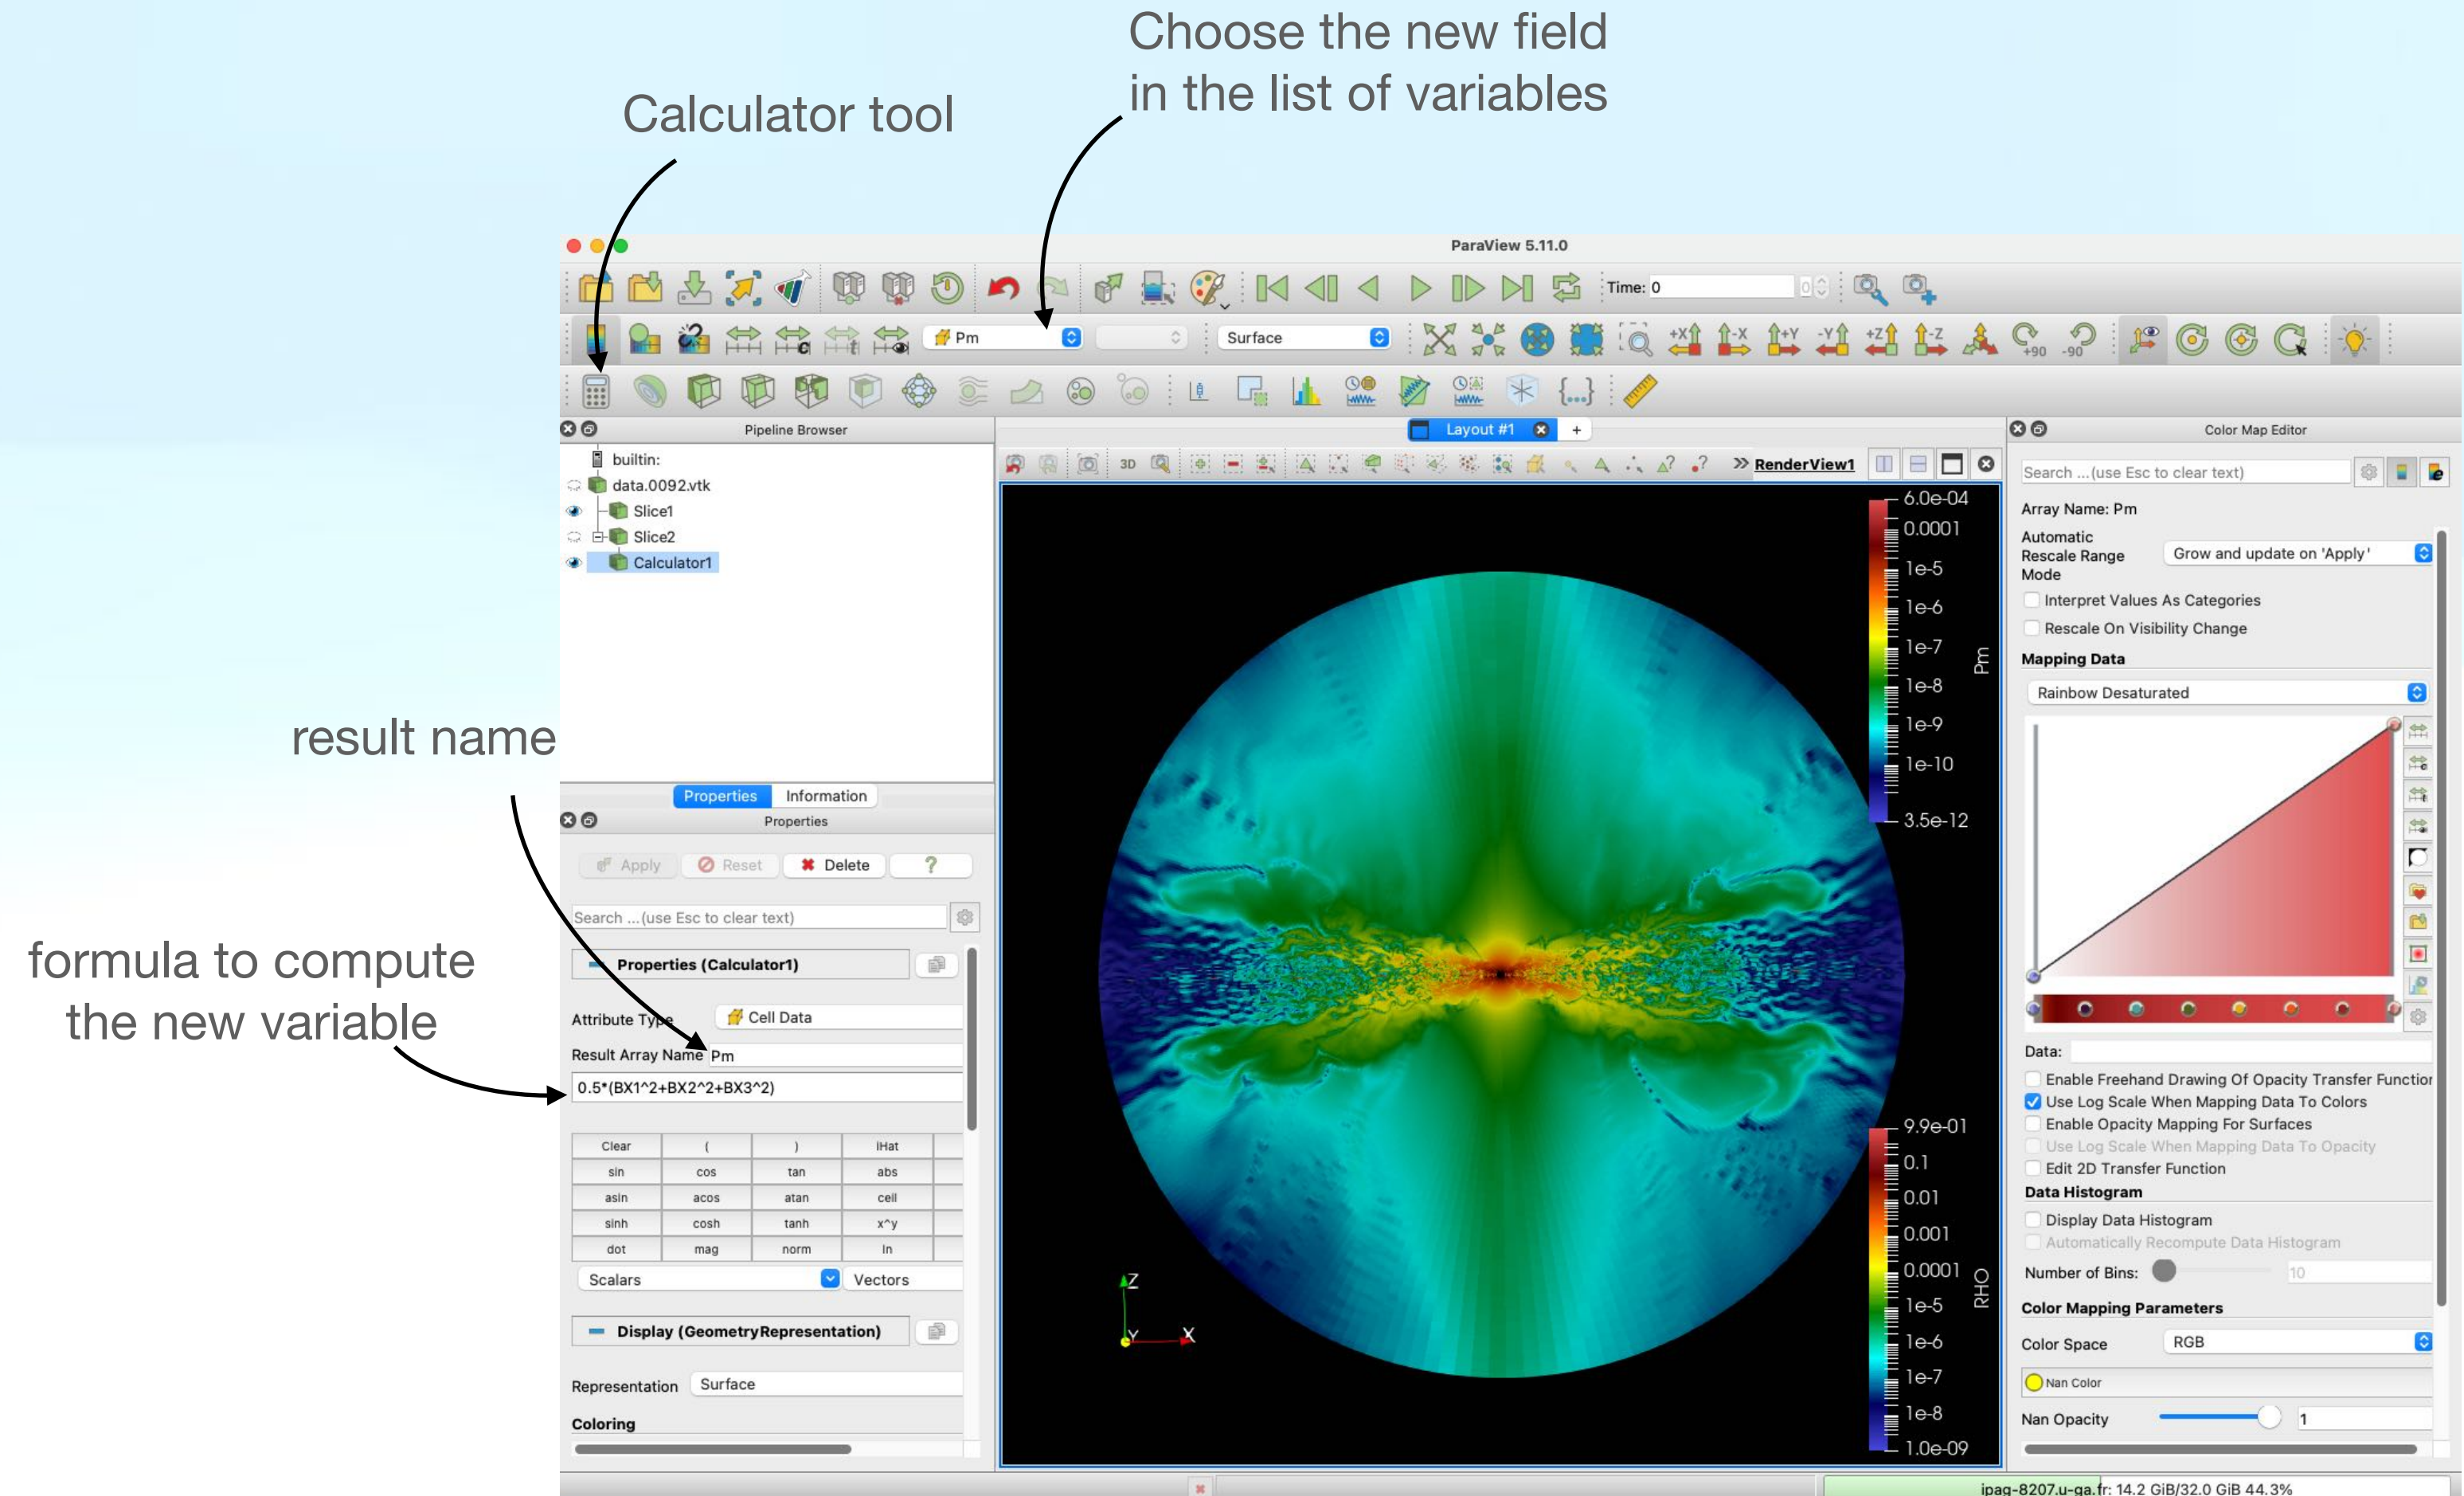 Choose the new field
in the list of variables
Calculator tool
ParaView 5.11.0
Time: 0
0
Pm
Surface
+X
-X
+Y
-Y
+Z
-Z
+90
-90
Pipeline Browser
Layout #1
+
Color Map Editor
builtin:
data.0092.vtk
Slice1
Slice2
Calculator1
3D
RenderView1
Search ... (use Esc to clear text)
Array Name: Pm
Automatic
Rescale Range
Mode
Grow and update on 'Apply'
Interpret Values As Categories
Rescale On Visibility Change
Mapping Data
Rainbow Desaturated
6.0e-04
0.0001
1e-5
1e-6
1e-7
1e-8
1e-9
1e-10
3.5e-12
Pm
result name
Properties Information
Properties
Apply Reset Delete ?
Search ... (use Esc to clear text)
formula to compute
the new variable
Properties (Calculator1)
Attribute Type Cell Data
Result Array Name Pm
0.5*(BX1^2+BX2^2+BX3^2)
Clear ( ) iHat
sin cos tan abs
asin acos atan ceil
sinh cosh tanh x^y
dot mag norm ln
Scalars Vectors
Display (GeometryRepresentation)
Representation Surface
Coloring
Z
Y
X
9.9e-01
0.1
0.01
0.001
0.0001
1e-5
1e-6
1e-7
1e-8
1.0e-09
RHO
Data:
Enable Freehand Drawing Of Opacity Transfer Function
Use Log Scale When Mapping Data To Colors
Enable Opacity Mapping For Surfaces
Use Log Scale When Mapping Data To Opacity
Edit 2D Transfer Function
Data Histogram
Display Data Histogram
Automatically Recompute Data Histogram
Number of Bins: 10
Color Mapping Parameters
Color Space RGB
Nan Color
Nan Opacity 1
ipag-8207.u-ga.fr: 14.2 GiB/32.0 GiB 44.3%